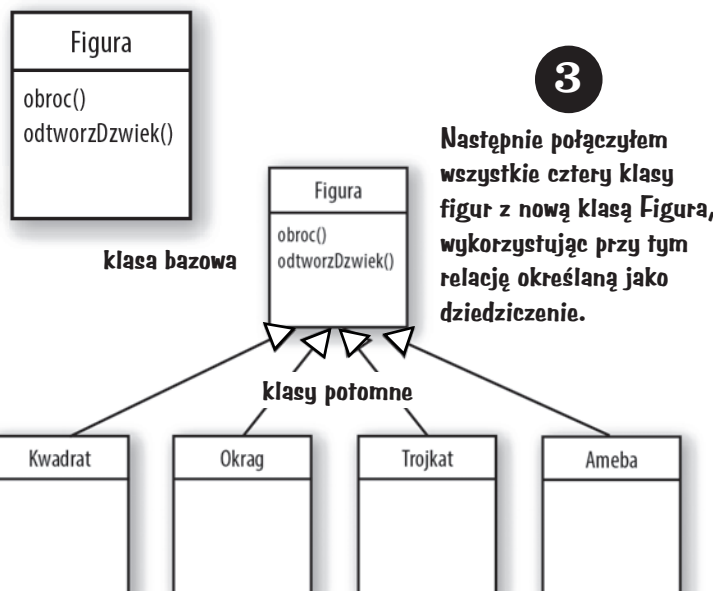 Figura
obroc()
odtworzDzwiek()
3
Następnie połączyłem
wszystkie cztery klasy
figur z nową klasą Figura,
wykorzystując przy tym
relację określaną jako
dziedziczenie.
klasa bazowa
Figura
obroc()
odtworzDzwiek()
klasy potomne
Kwadrat
Okrag
Trojkat
Ameba